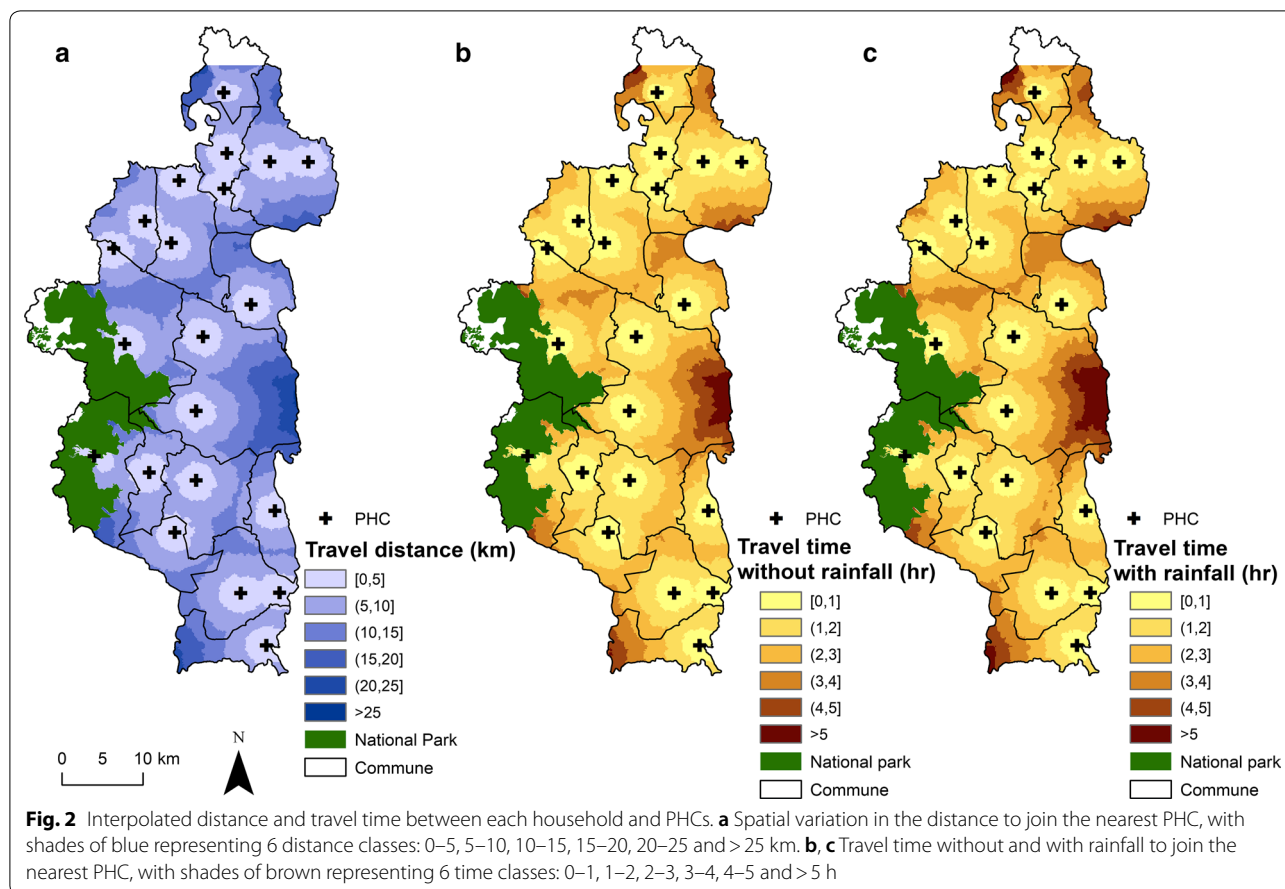 a
b
c
PHC
Travel distance (km)
[0,5]
(5,10]
(10,15]
(15,20]
(20,25]
>25
National Park
Commune
0 5 10 km
N
PHC
Travel time
without rainfall (hr)
[0,1]
(1,2]
(2,3]
(3,4]
(4,5]
>5
National park
Commune
PHC
Travel time
with rainfall (hr)
[0,1]
(1,2]
(2,3]
(3,4]
(4,5]
>5
National park
Commune
Fig. 2 Interpolated distance and travel time between each household and PHCs. a Spatial variation in the distance to join the nearest PHC, with
shades of blue representing 6 distance classes: 0–5, 5–10, 10–15, 15–20, 20–25 and > 25 km. b, c Travel time without and with rainfall to join the
nearest PHC, with shades of brown representing 6 time classes: 0–1, 1–2, 2–3, 3–4, 4–5 and > 5 h